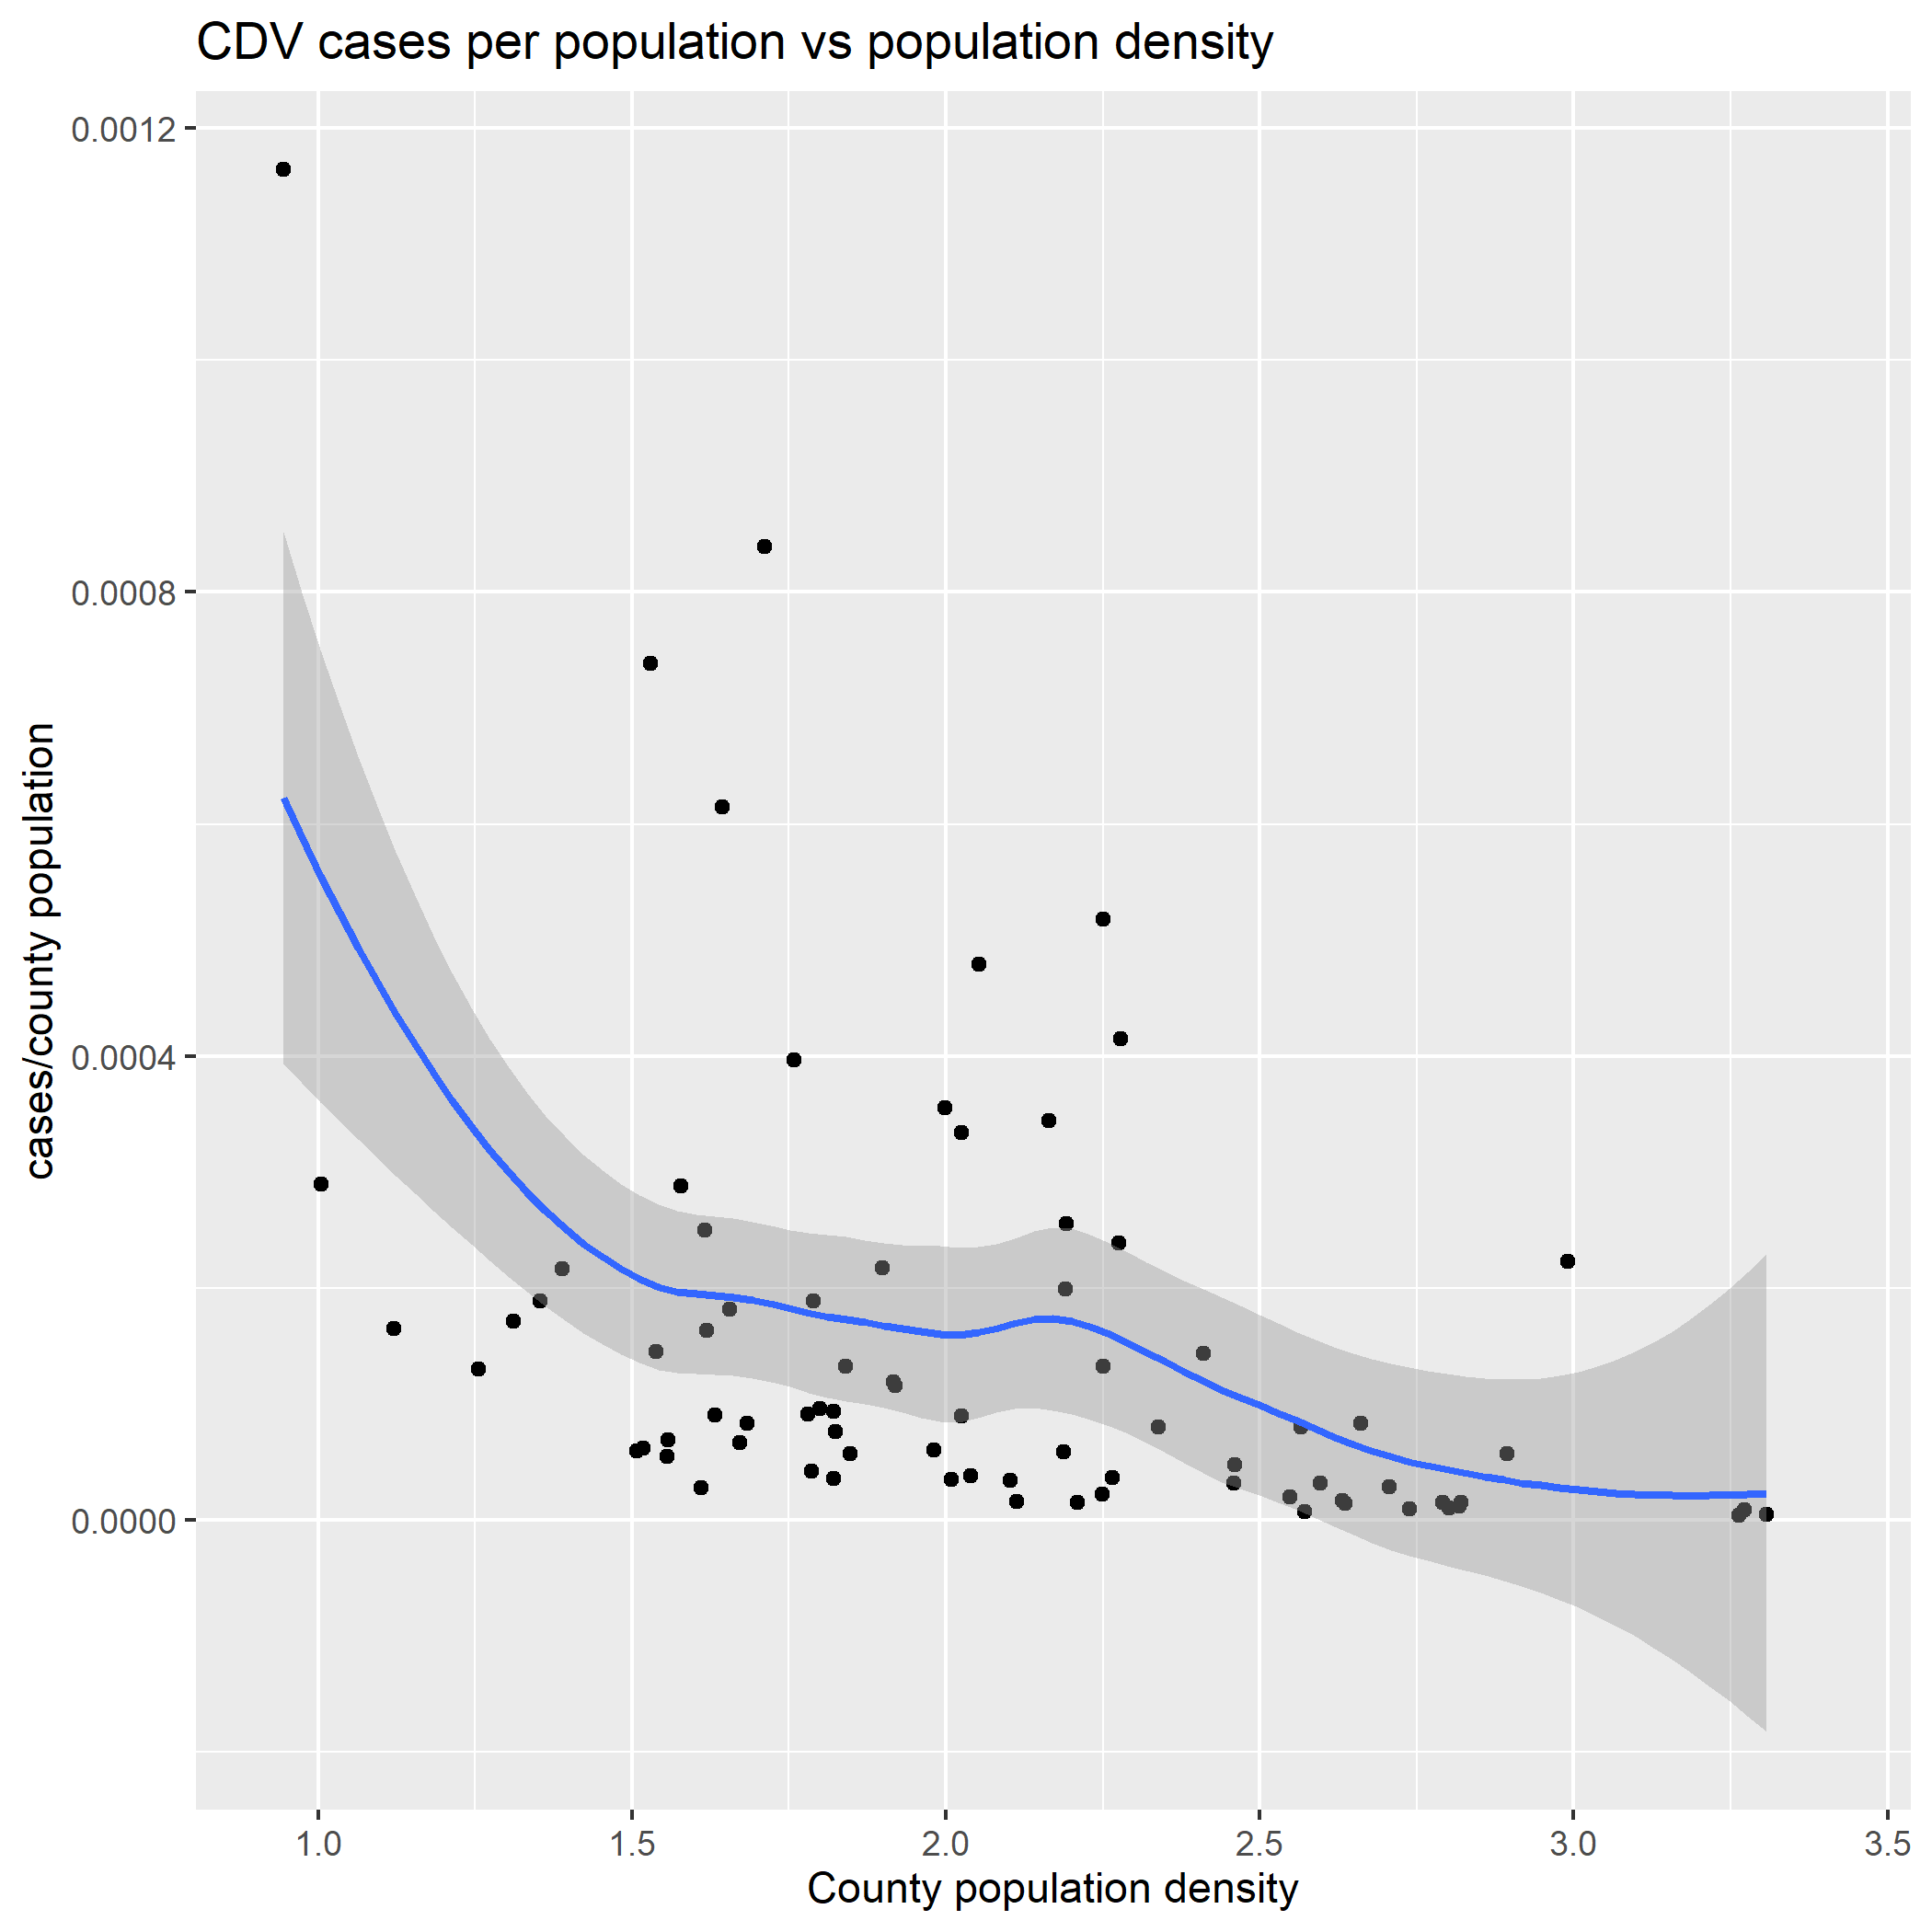 CDV cases per population vs population density
0.0012
0.0008
0.0004
0.0000
cases/county population
1.0 1.5 2.0 2.5 3.0 3.5
County population density